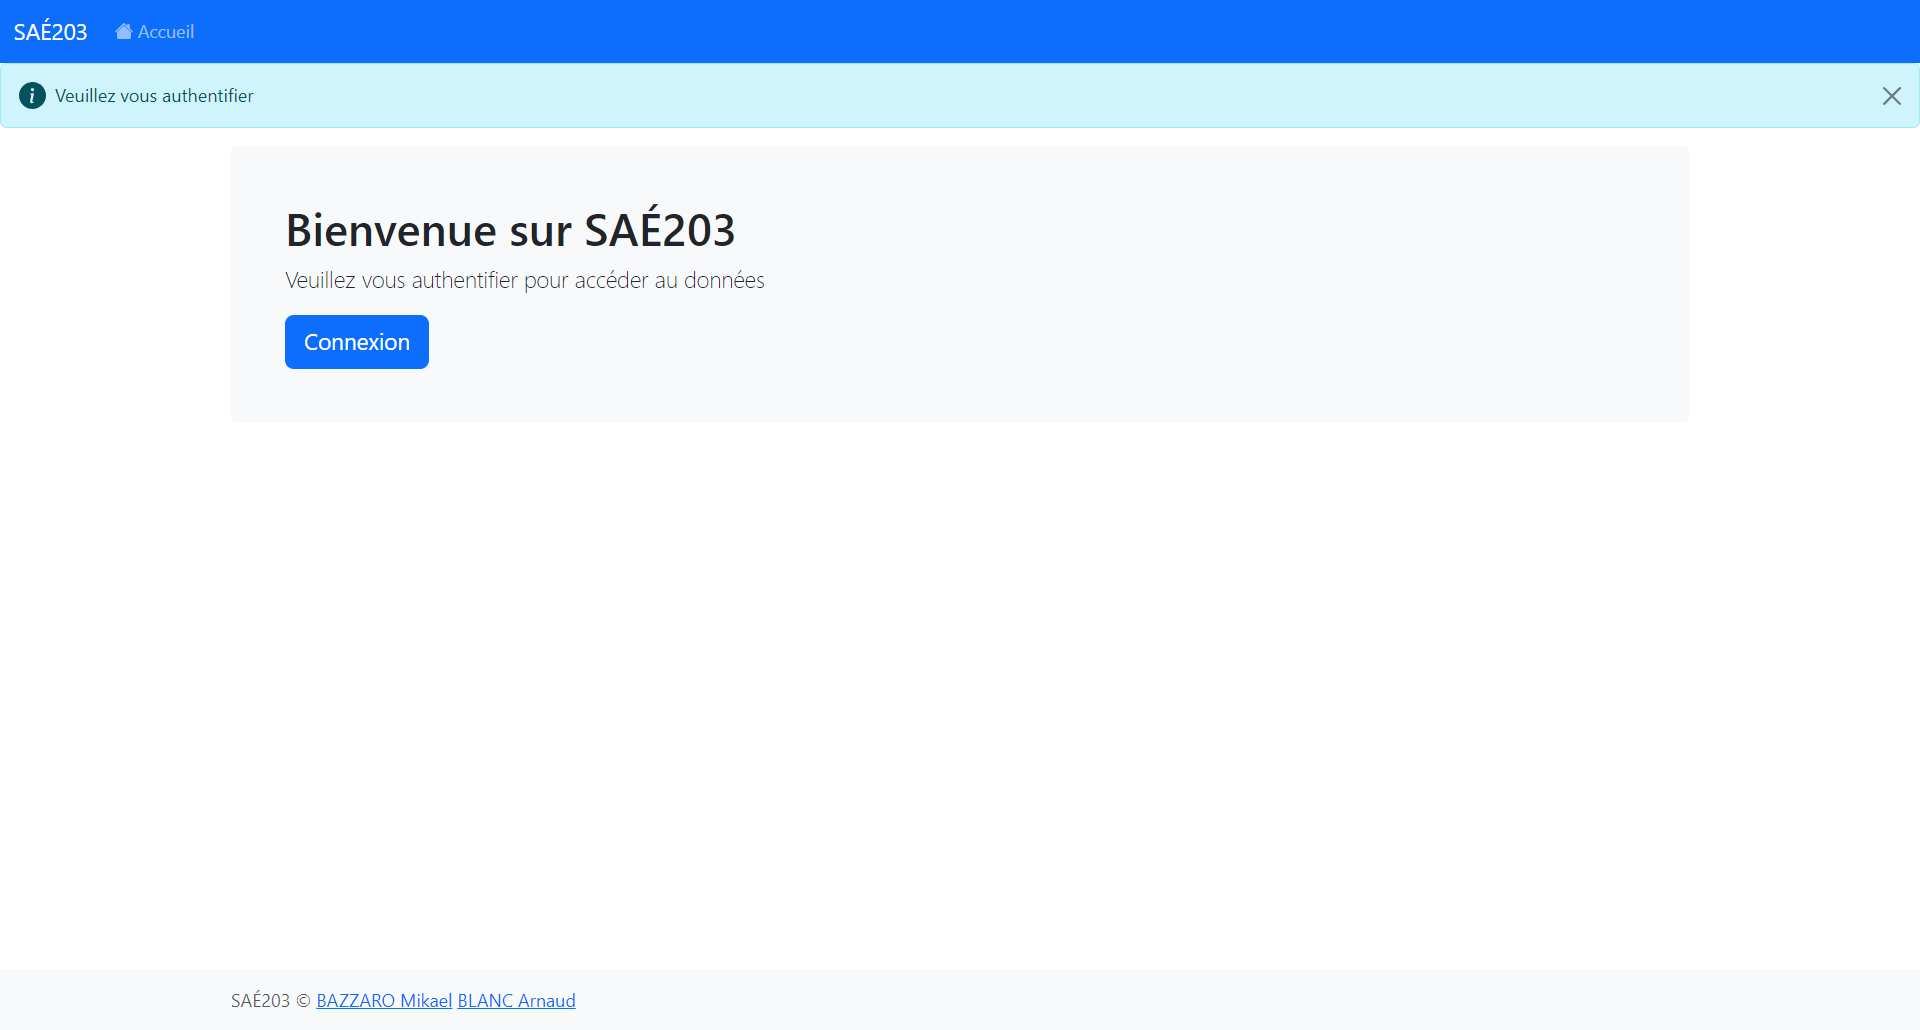 SAÉ203 Accueil
Veuillez vous authentifier
Bienvenue sur SAÉ203
Veuillez vous authentifier pour accéder au données
Connexion
SAÉ203 © BAZZARO Mikael BLANC Arnaud